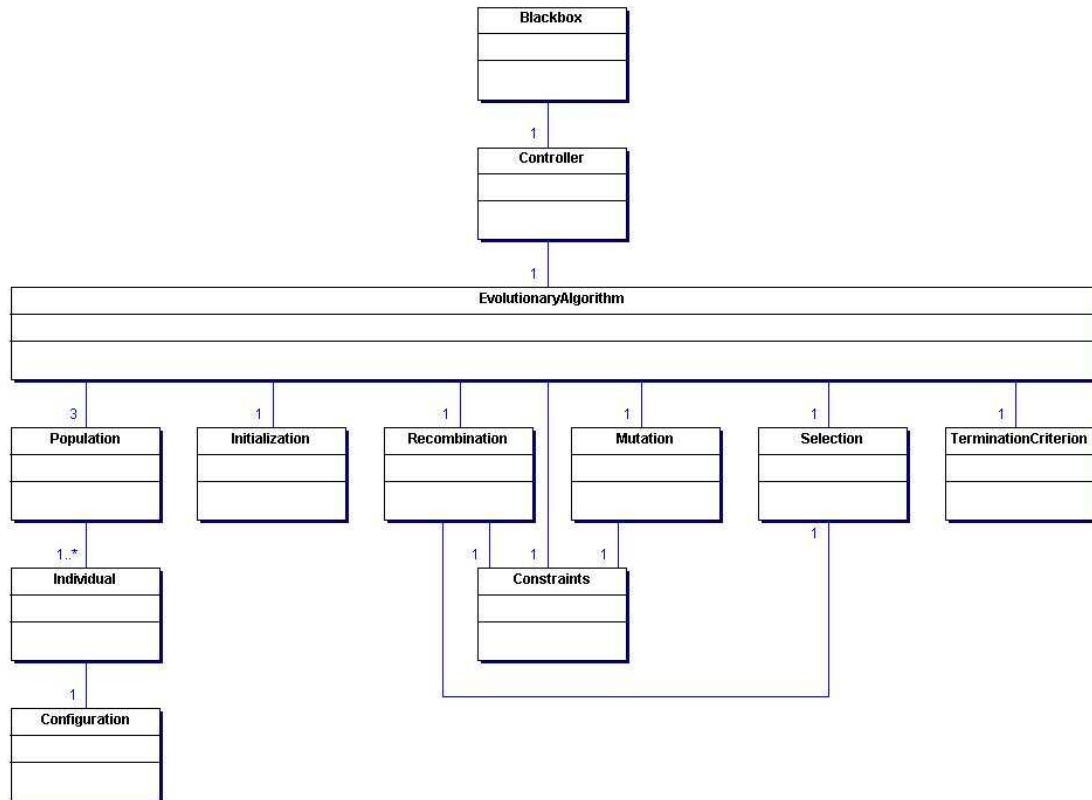 Blackbox
1
Controller
1
EvolutionaryAlgorithm
3 1 1 1 1 1
Population Initialization Recombination Mutation Selection TerminationCriterion
1..* 1 1 1 1
Individual Constraints
1
Configuration